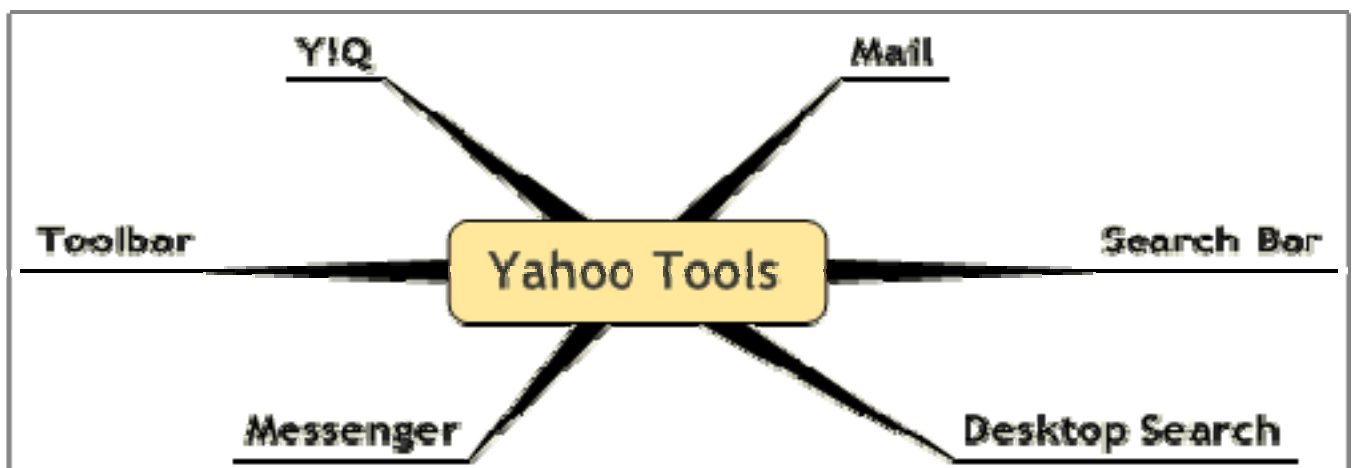 Y!Q
Mail
Toolbar
Yahoo Tools
Search Bar
Messenger
Desktop Search